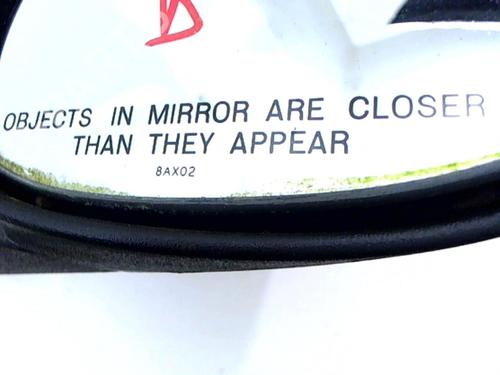 B
OBJECTS IN MIRROR ARE CLOSER
THAN THEY APPEAR
8AX02